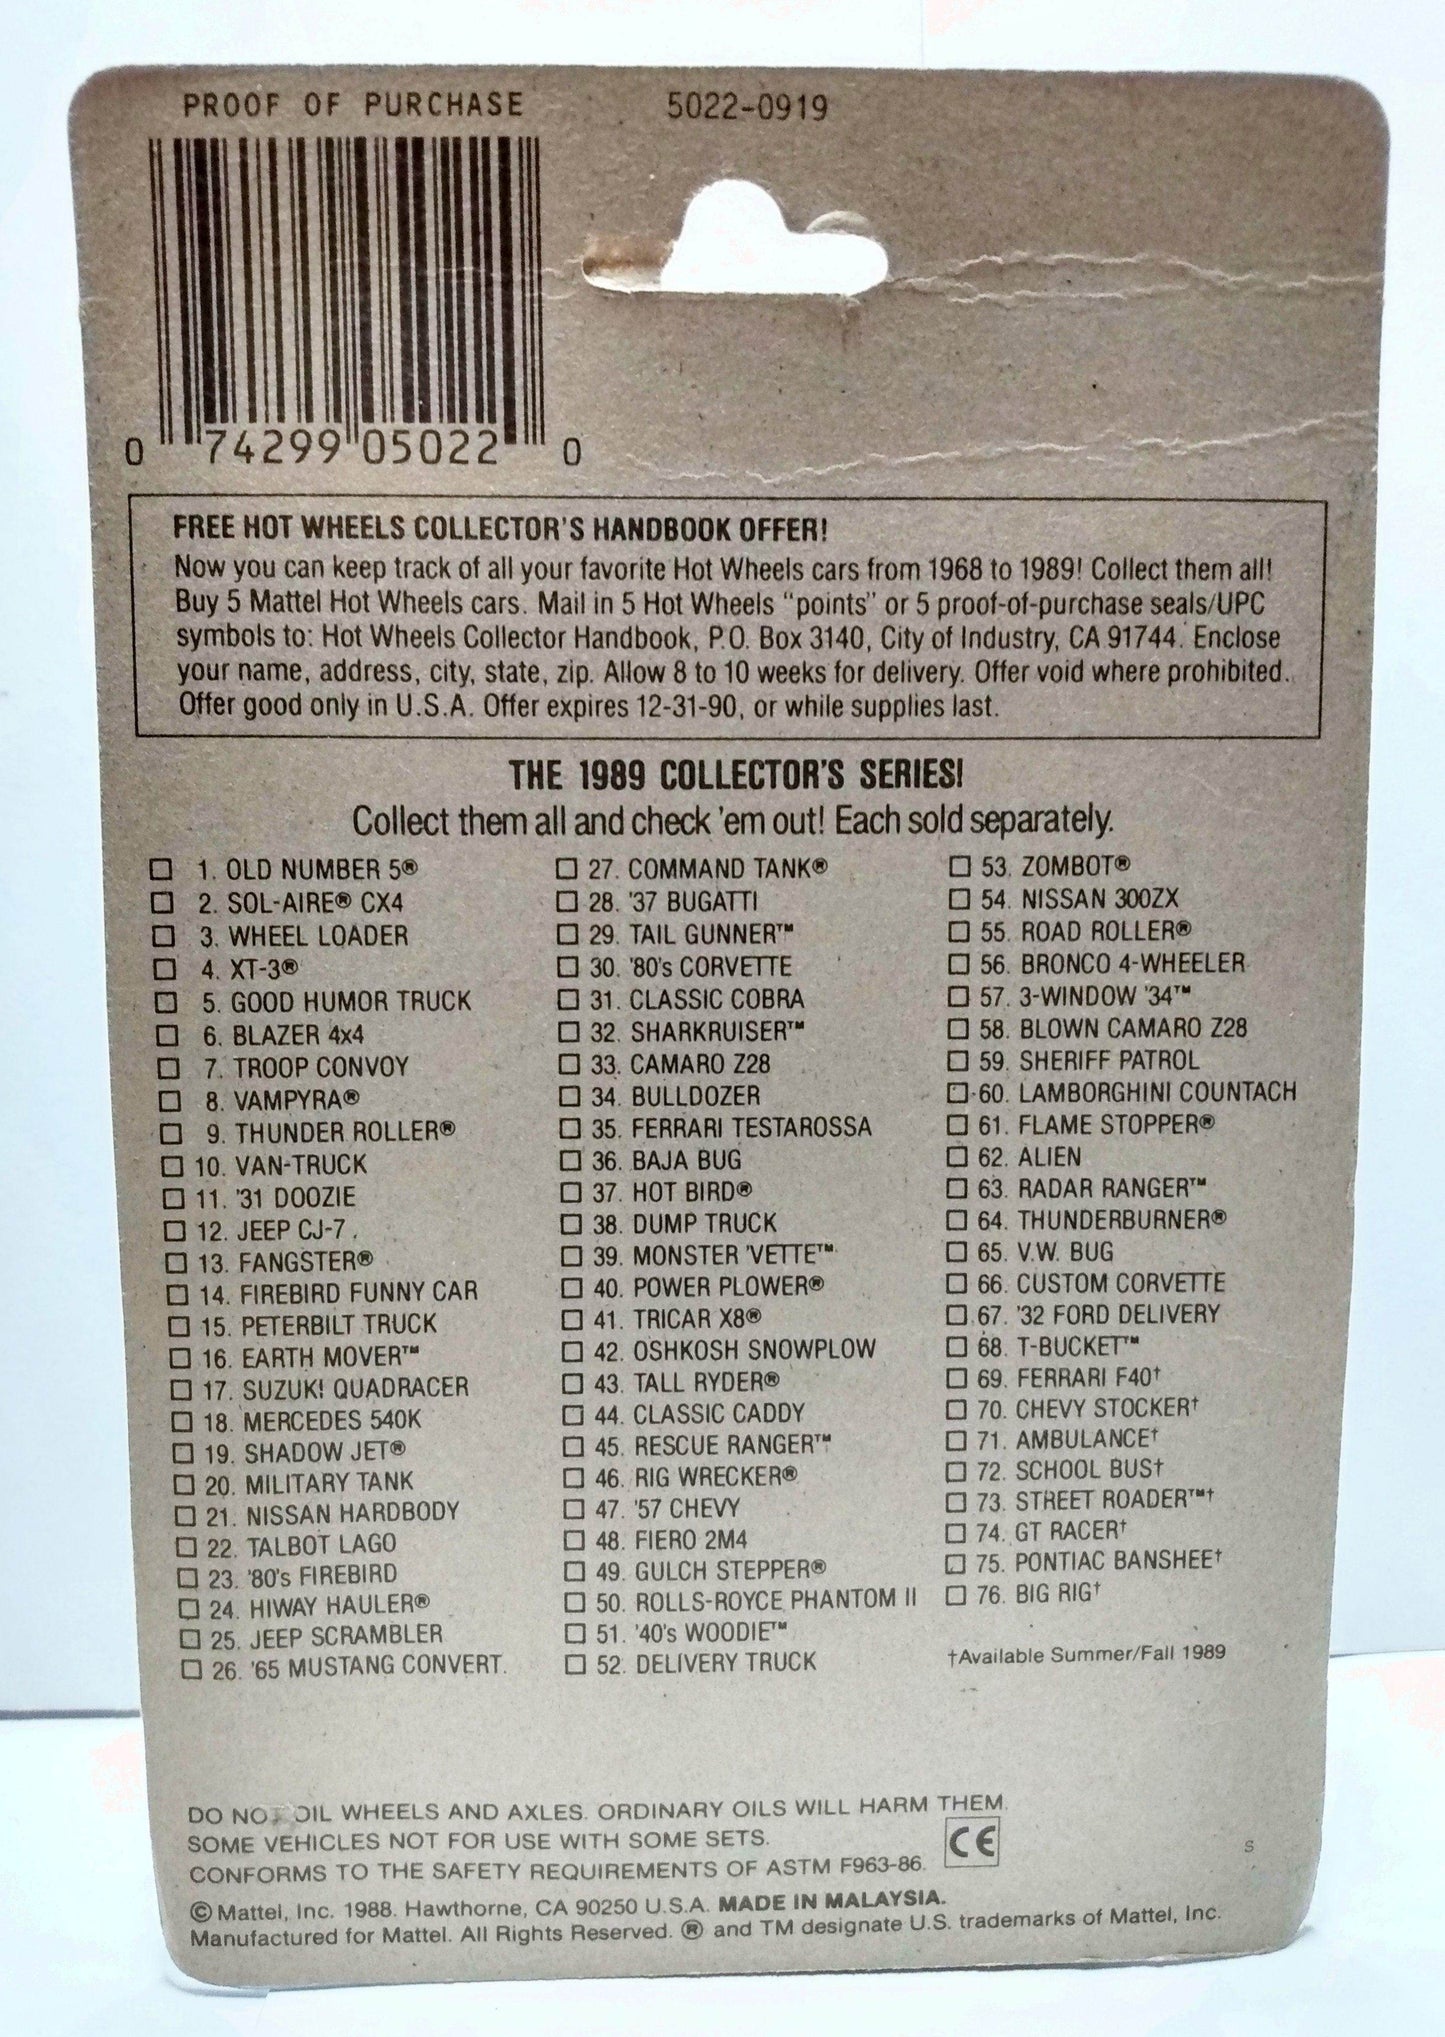 PROOF OF PURCHASE 5022-0919
0 74299 05022 0
FREE HOT WHEELS COLLECTOR'S HANDBOOK OFFER!
Now you can keep track of all your favorite Hot Wheels cars from 1968 to 1989! Collect them all!
Buy 5 Mattel Hot Wheels cars. Mail in 5 Hot Wheels "points" or 5 proof-of-purchase seals/UPC
symbols to: Hot Wheels Collector Handbook, P.O. Box 3140, City of Industry, CA 91744. Enclose
your name, address, city, state, zip. Allow 8 to 10 weeks for delivery. Offer void where prohibited.
Offer good only in U.S.A. Offer expires 12-31-90, or while supplies last.
THE 1989 COLLECTOR'S SERIES!
Collect them all and check 'em out! Each sold separately.
1. OLD NUMBER 5®
2. SOL-AIRE® CX4
3. WHEEL LOADER
4. XT-3®
5. GOOD HUMOR TRUCK
6. BLAZER 4x4
7. TROOP CONVOY
8. VAMPYRA®
9. THUNDER ROLLER®
10. VAN-TRUCK
11. '31 DOOZIE
12. JEEP CJ-7
13. FANGSTER®
14. FIREBIRD FUNNY CAR
15. PETERBILT TRUCK
16. EARTH MOVER™
17. SUZUKI QUADRACER
18. MERCEDES 540K
19. SHADOW JET®
20. MILITARY TANK
21. NISSAN HARDBODY
22. TALBOT LAGO
23. '80's FIREBIRD
24. HIWAY HAULER®
25. JEEP SCRAMBLER
26. '65 MUSTANG CONVERT.
27. COMMAND TANK®
28. '37 BUGATTI
29. TAIL GUNNER™
30. '80's CORVETTE
31. CLASSIC COBRA
32. SHARKRUISER™
33. CAMARO Z28
34. BULLDOZER
35. FERRARI TESTAROSSA
36. BAJA BUG
37. HOT BIRD®
38. DUMP TRUCK
39. MONSTER 'VETTE™
40. POWER PLOWER®
41. TRICAR X8®
42. OSHKOSH SNOWPLOW
43. TALL RYDER®
44. CLASSIC CADDY
45. RESCUE RANGER™
46. RIG WRECKER®
47. '57 CHEVY
48. FIERO 2M4
49. GULCH STEPPER®
50. ROLLS-ROYCE PHANTOM II
51. '40's WOODIE™
52. DELIVERY TRUCK
53. ZOMBOT®
54. NISSAN 300ZX
55. ROAD ROLLER®
56. BRONCO 4-WHEELER
57. 3-WINDOW '34™
58. BLOWN CAMARO Z28
59. SHERIFF PATROL
60. LAMBORGHINI COUNTACH
61. FLAME STOPPER®
62. ALIEN
63. RADAR RANGER™
64. THUNDERBURNER®
65. V.W. BUG
66. CUSTOM CORVETTE
67. '32 FORD DELIVERY
68. T-BUCKET™
69. FERRARI F40†
70. CHEVY STOCKER†
71. AMBULANCE†
72. SCHOOL BUS†
73. STREET ROADER™†
74. GT RACER†
75. PONTIAC BANSHEE†
76. BIG RIG†
†Available Summer/Fall 1989
DO NOT OIL WHEELS AND AXLES. ORDINARY OILS WILL HARM THEM.
SOME VEHICLES NOT FOR USE WITH SOME SETS.
CONFORMS TO THE SAFETY REQUIREMENTS OF ASTM F963-86.
CE
S
© Mattel, Inc. 1988. Hawthorne, CA 90250 U.S.A. MADE IN MALAYSIA.
Manufactured for Mattel. All Rights Reserved. ® and TM designate U.S. trademarks of Mattel, Inc.